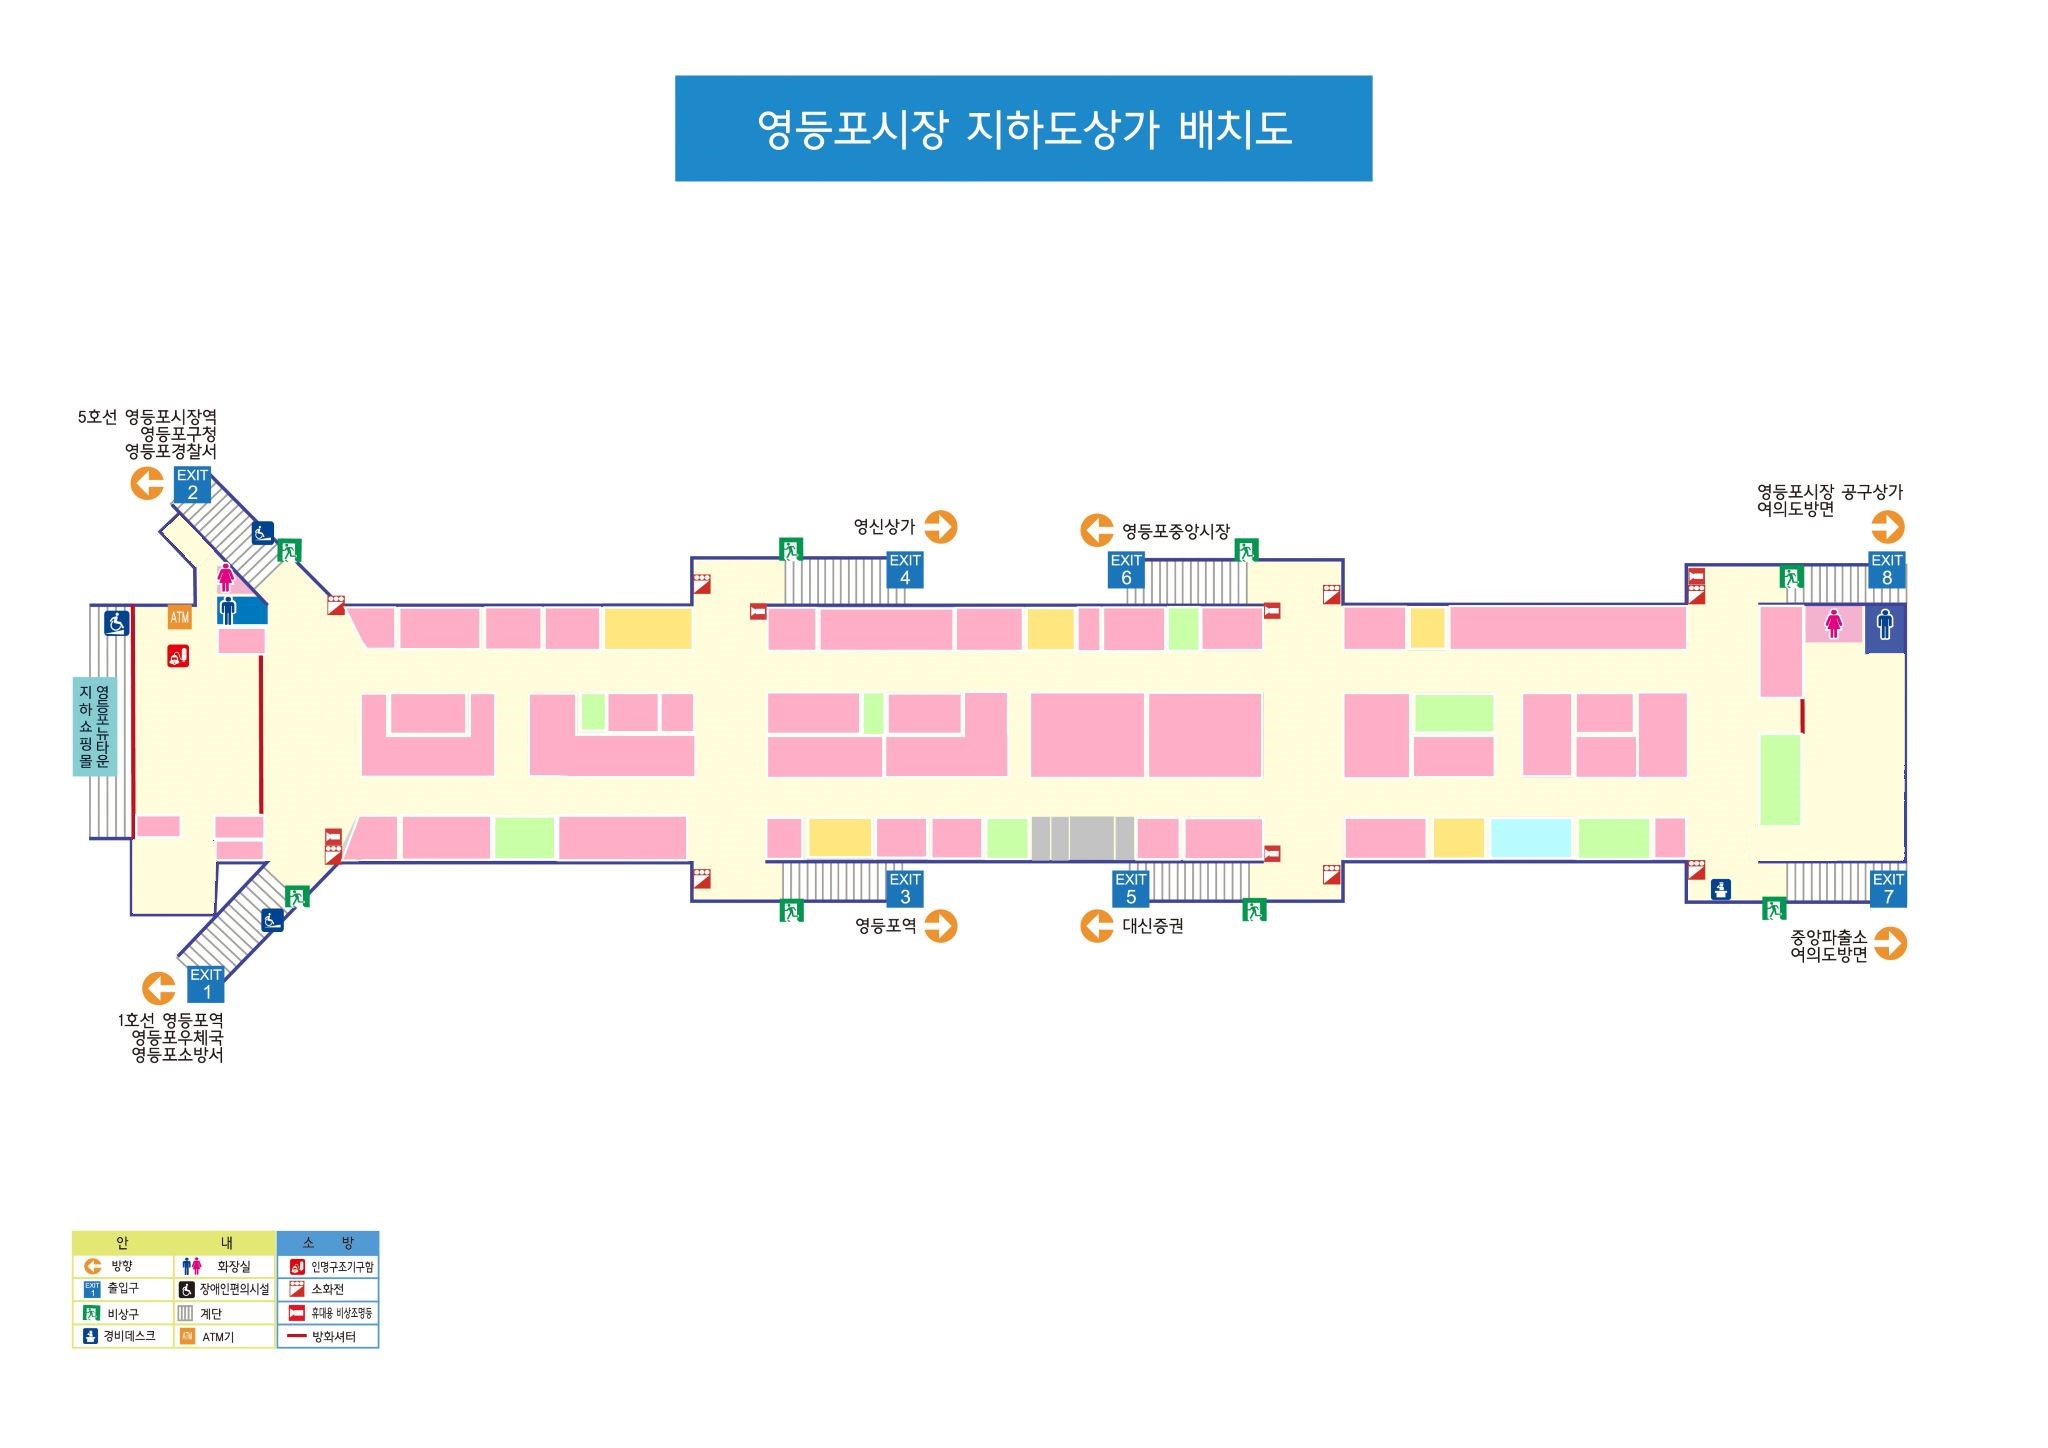 영등포시장 지하도상가 배치도
5호선 영등포시장역
영등포구청
영등포경찰서
EXIT
2
영신상가
EXIT
4
영등포중앙시장
EXIT
6
영등포시장 공구상가
여의도방면
EXIT
8
ATM
영등포뉴타운
지하쇼핑몰
EXIT
1
1호선 영등포역
영등포우체국
영등포소방서
EXIT
3
영등포역
EXIT
5
대신증권
EXIT
7
중앙파출소
여의도방면
안 내
소 방
방향
화장실
인명구조기구함
EXIT
1
출입구
장애인편의시설
소화전
비상구
계단
휴대용 비상조명등
경비데스크
ATM
ATM기
방화셔터